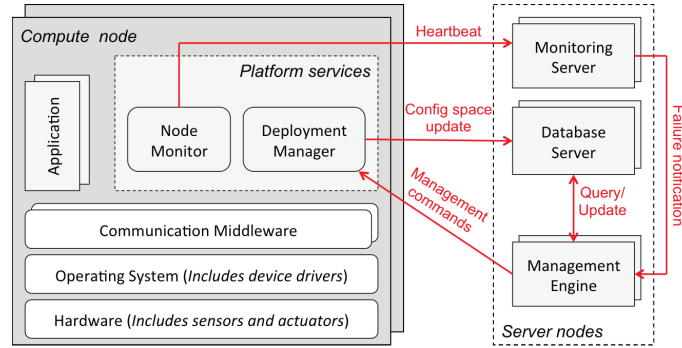 Compute node
Platform services
Application
Node
Monitor
Deployment
Manager
Communication Middleware
Operating System (Includes device drivers)
Hardware (Includes sensors and actuators)
Heartbeat
Config space
update
Management
commands
Monitoring
Server
Database
Server
Query/
Update
Management
Engine
Failure notification
Server nodes